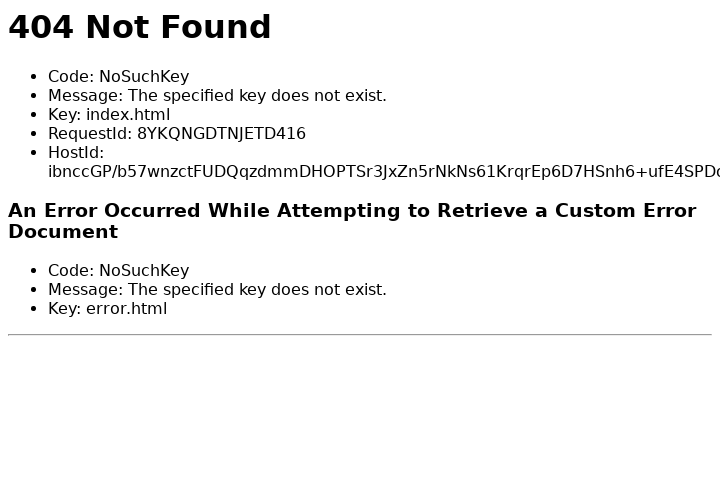 404 Not Found
• Code: NoSuchKey
• Message: The specified key does not exist.
• Key: index.html
• RequestId: 8YKQNGDTNJETD416
• HostId:
ibnccGP/b57wnzctFUDQqzdmmDHOPTSr3JxZn5rNkNs61KrqrEp6D7HSnh6+ufE4SPDc
An Error Occurred While Attempting to Retrieve a Custom Error
Document
• Code: NoSuchKey
• Message: The specified key does not exist.
• Key: error.html